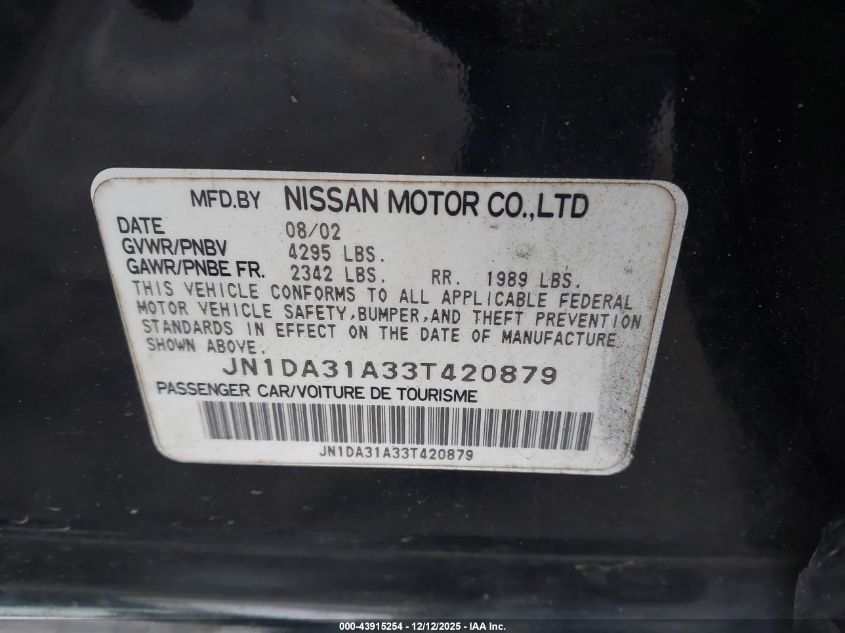 MFD.BY NISSAN MOTOR CO.,LTD
DATE 08/02
GVWR/PNBV 4295 LBS.
GAWR/PNBE FR. 2342 LBS. RR. 1989 LBS.
THIS VEHICLE CONFORMS TO ALL APPLICABLE FEDERAL
MOTOR VEHICLE SAFETY,BUMPER,AND THEFT PREVENTION
STANDARDS IN EFFECT ON THE DATE OF MANUFACTURE
SHOWN ABOVE.
JN1DA31A33T420879
PASSENGER CAR/VOITURE DE TOURISME
JN1DA31A33T420879
000-43915254 - 12/12/2025 - IAA Inc.